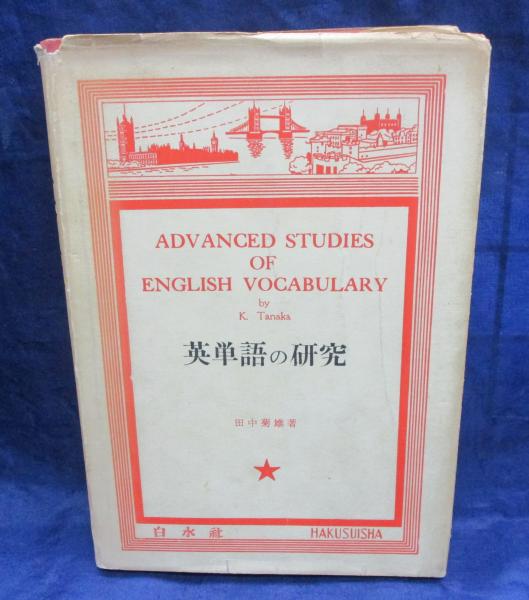 ADVANCED STUDIES
OF
ENGLISH VOCABULARY
by
K. Tanaka
英単語の研究
田中菊雄著
白水社 HAKUSUISHA